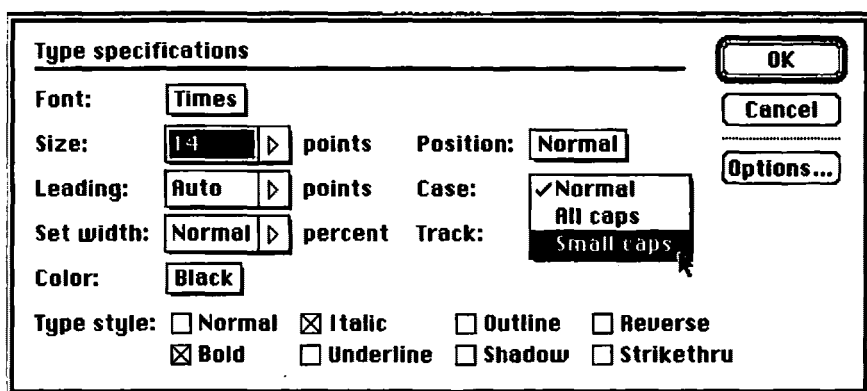 Type specifications
OK
Font: Times
Cancel
Size: 14 points Position: Normal
Options...
Leading: Auto points Case: ✓Normal
All caps
Set width: Normal percent Track: Small caps
Color: Black
Type style: Normal Italic Outline Reverse
Bold Underline Shadow Strikethru